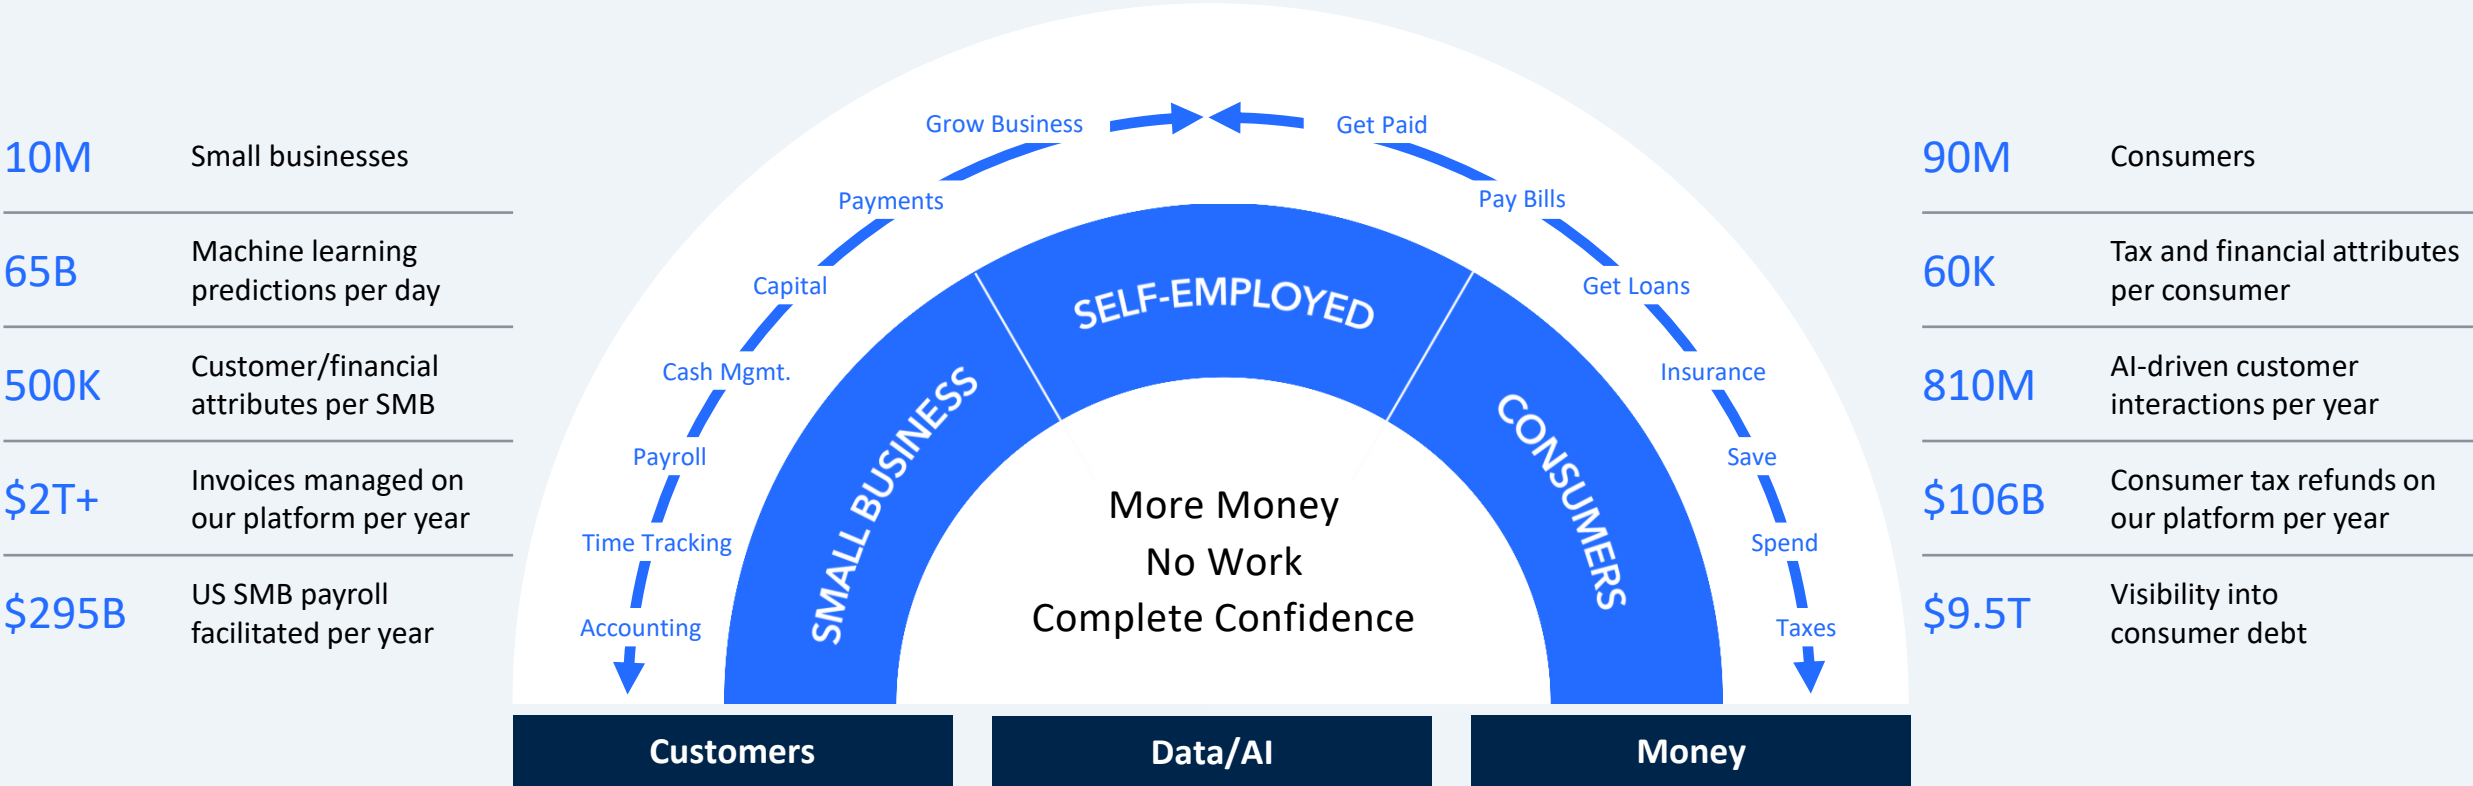 10M
Small businesses
65B
Machine learning
predictions per day
500K
Customer/financial
attributes per SMB
$2T+
Invoices managed on
our platform per year
$295B
US SMB payroll
facilitated per year
Grow Business
Payments
Capital
Cash Mgmt.
Payroll
Time Tracking
Accounting
Get Paid
Pay Bills
Get Loans
Insurance
Save
Spend
Taxes
SMALL BUSINESS
SELF-EMPLOYED
CONSUMERS
More Money
No Work
Complete Confidence
Customers
Data/AI
Money
90M
Consumers
60K
Tax and financial attributes
per consumer
810M
AI-driven customer
interactions per year
$106B
Consumer tax refunds on
our platform per year
$9.5T
Visibility into
consumer debt